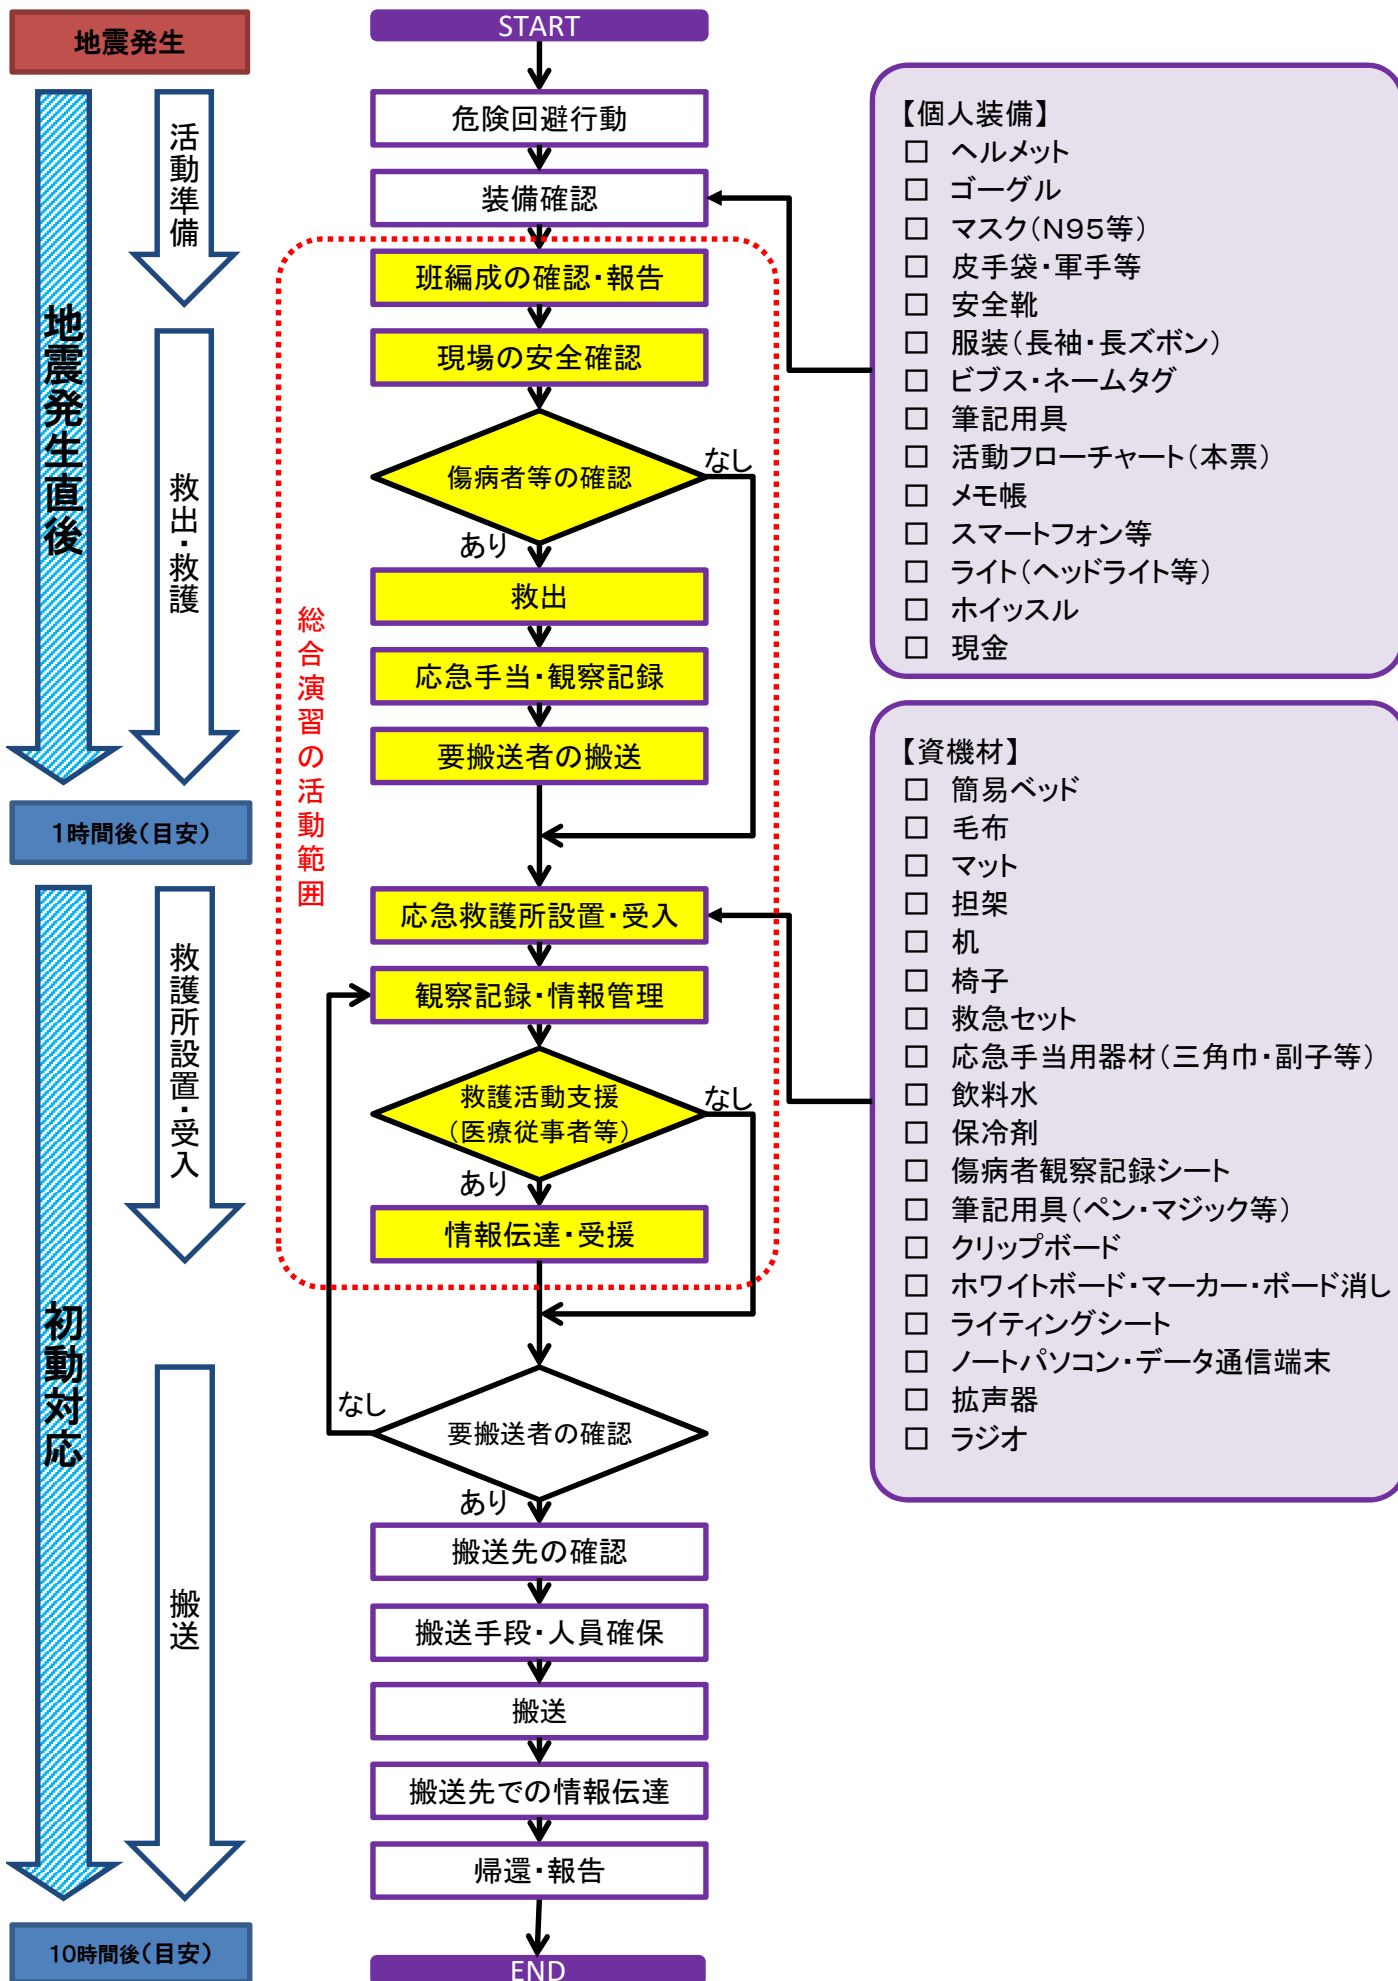 地震発生
活動準備
地震発生直後
救出・救護
1時間後(目安)
救護所設置・受入
初動対応
搬送
10時間後(目安)
START
危険回避行動
装備確認
班編成の確認・報告
現場の安全確認
傷病者等の確認
なし
あり
救出
応急手当・観察記録
要搬送者の搬送
総合演習の活動範囲
応急救護所設置・受入
観察記録・情報管理
救護活動支援
(医療従事者等)
なし
あり
情報伝達・受援
なし
要搬送者の確認
あり
搬送先の確認
搬送手段・人員確保
搬送
搬送先での情報伝達
帰還・報告
END
【個人装備】
□ ヘルメット
□ ゴーグル
□ マスク(N95等)
□ 皮手袋・軍手等
□ 安全靴
□ 服装(長袖・長ズボン)
□ ビブス・ネームタグ
□ 筆記用具
□ 活動フローチャート(本票)
□ メモ帳
□ スマートフォン等
□ ライト(ヘッドライト等)
□ ホイッスル
□ 現金
【資機材】
□ 簡易ベッド
□ 毛布
□ マット
□ 担架
□ 机
□ 椅子
□ 救急セット
□ 応急手当用器材(三角巾・副子等)
□ 飲料水
□ 保冷剤
□ 傷病者観察記録シート
□ 筆記用具(ペン・マジック等)
□ クリップボード
□ ホワイトボード・マーカー・ボード消し
□ ライティングシート
□ ノートパソコン・データ通信端末
□ 拡声器
□ ラジオ